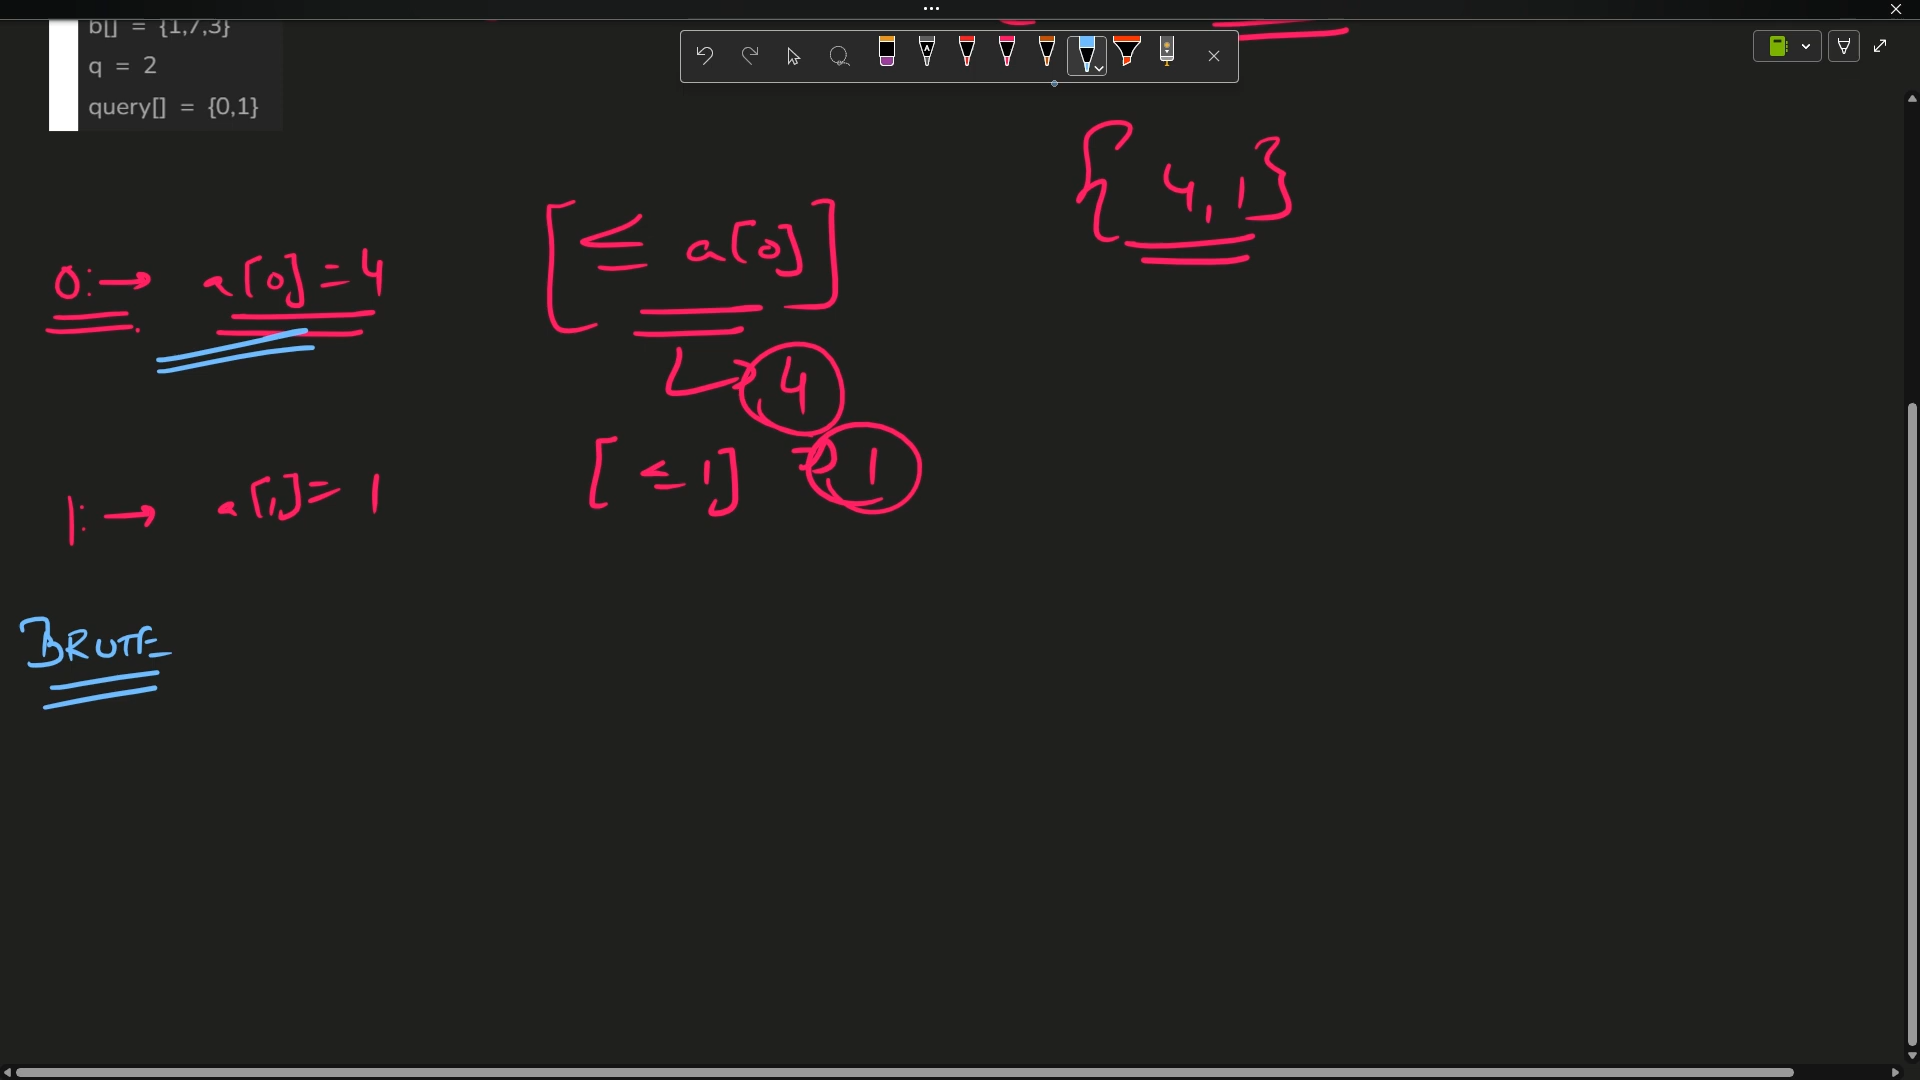 b[] = {1,7,3}
q = 2
query[] = {0,1}
{ 4, 1 }
0: → a[0] = 4
[ ≤ a[0] ]
4
1: → a[1] = 1
[ ≤ 1 ] → 1
BRUTE